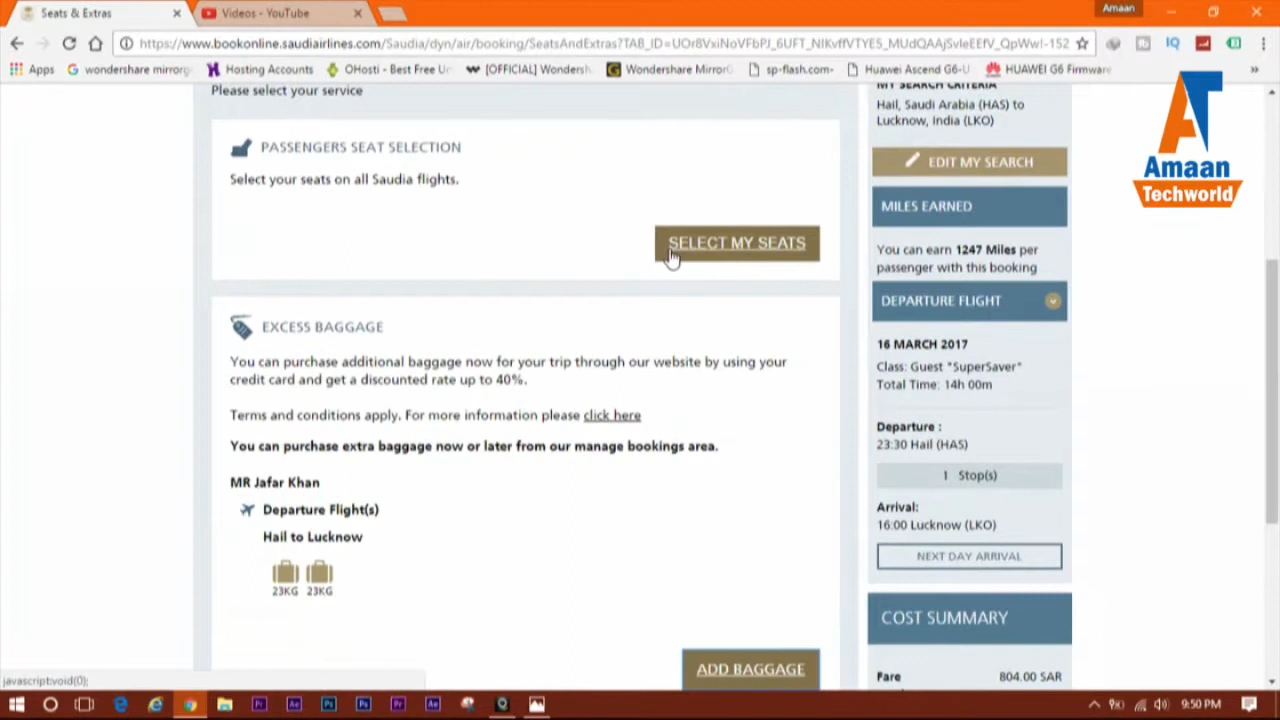 Seats & Extras
Videos - YouTube
Amaan
https://www.bookonline.saudiairlines.com/Saudia/dyn/air/booking/SeatsAndExtras?TAB_ID=
Apps
wondershare mirrorg
Hosting Accounts
OHosti - Best Free Un
[OFFICIAL] Wondersh
Wondershare MirrorG
sp-flash.com-
Huawei Ascend G6-U
HUAWEI G6 Firmware
Please select your service
PASSENGERS SEAT SELECTION
Select your seats on all Saudia flights.
SELECT MY SEATS
EXCESS BAGGAGE
You can purchase additional baggage now for your trip through our website by using your
credit card and get a discounted rate up to 40%.
Terms and conditions apply. For more information please click here
You can purchase extra baggage now or later from our manage bookings area.
MR Jafar Khan
Departure Flight(s)
Hail to Lucknow
23KG 23KG
ADD BAGGAGE
MY SEARCH CRITERIA
Hail, Saudi Arabia (HAS) to
Lucknow, India (LKO)
EDIT MY SEARCH
MILES EARNED
You can earn 1247 Miles per
passenger with this booking
DEPARTURE FLIGHT
16 MARCH 2017
Class: Guest "SuperSaver"
Total Time: 14h 00m
Departure :
23:30 Hail (HAS)
1 Stop(s)
Arrival:
16:00 Lucknow (LKO)
NEXT DAY ARRIVAL
COST SUMMARY
Fare 804.00 SAR
Amaan
Techworld
javascript:void(0);
9:50 PM